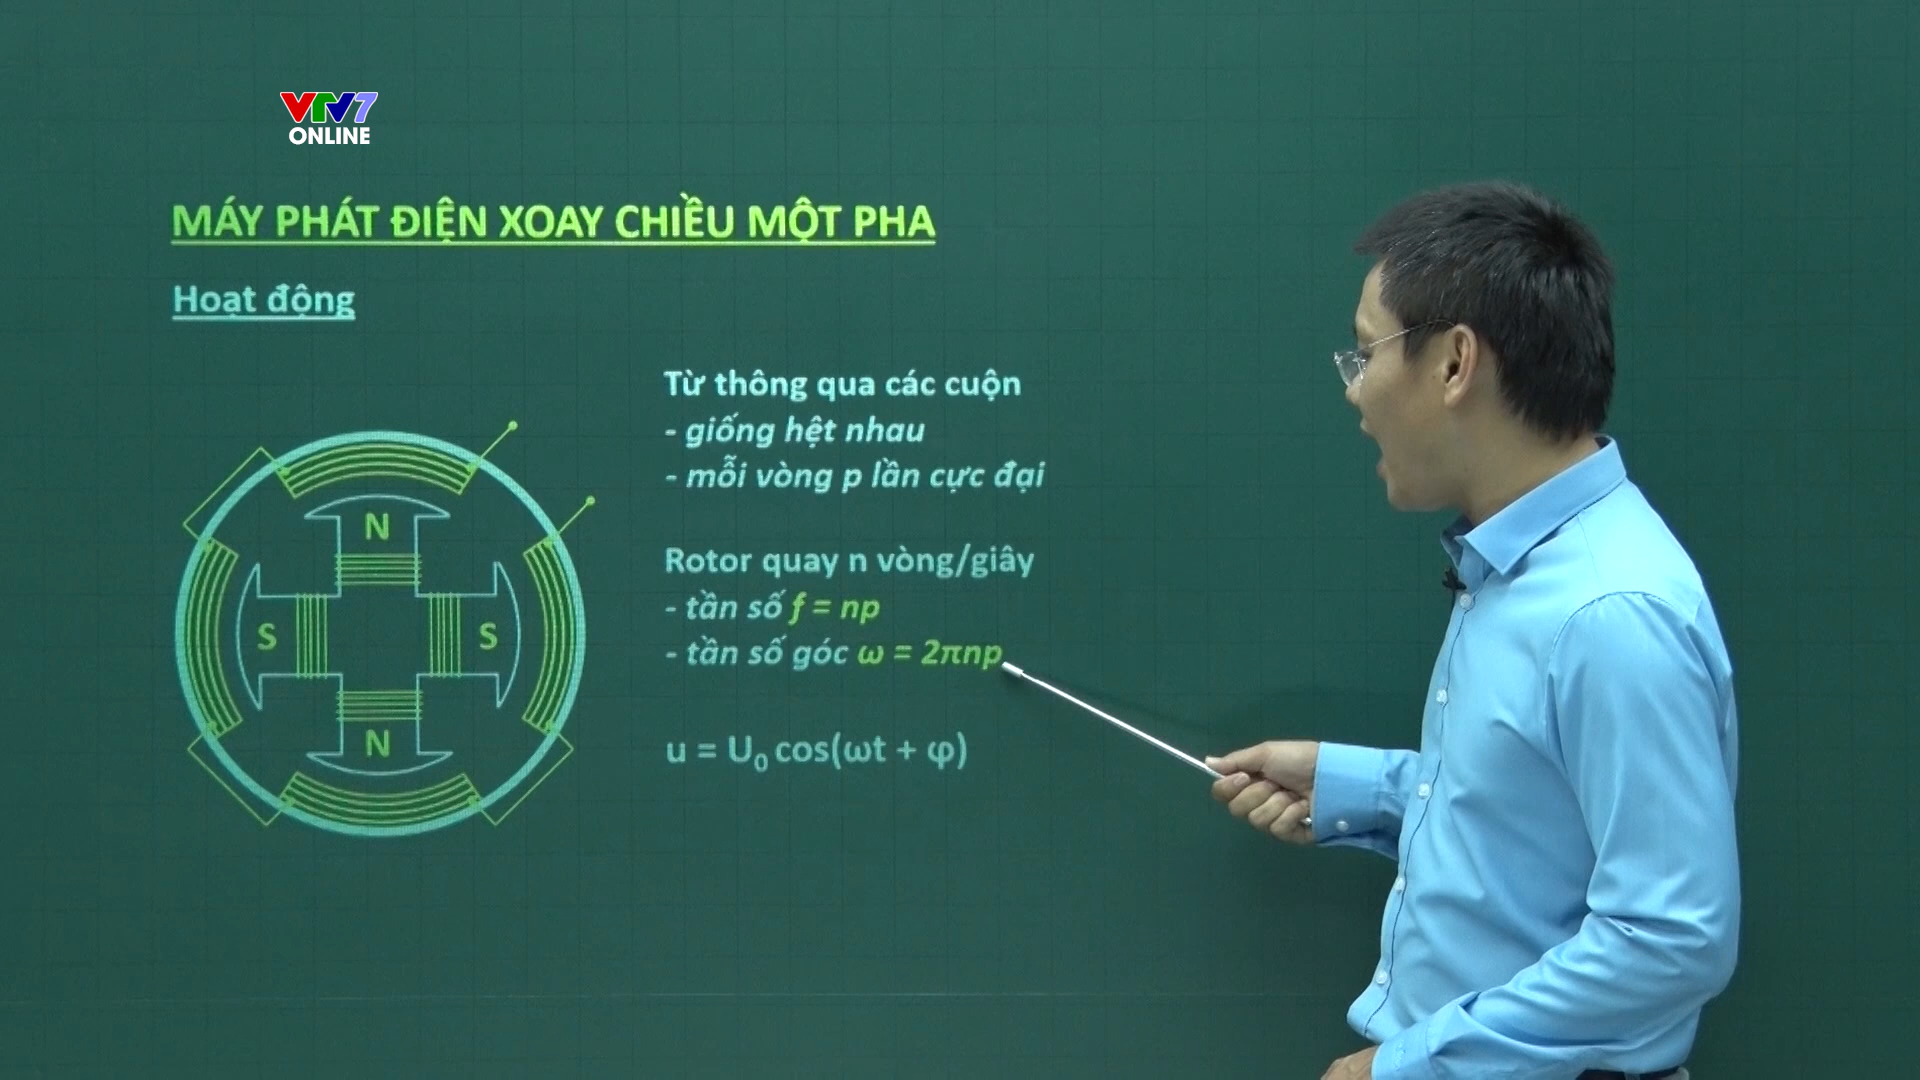 VTV7
ONLINE
MÁY PHÁT ĐIỆN XOAY CHIỀU MỘT PHA
Hoạt động
Từ thông qua các cuộn
- giống hệt nhau
- mỗi vòng p lần cực đại
Rotor quay n vòng/giây
- tần số f = np
- tần số góc ω = 2πnp
u = U₀ cos(ωt + φ)
N
S
S
N